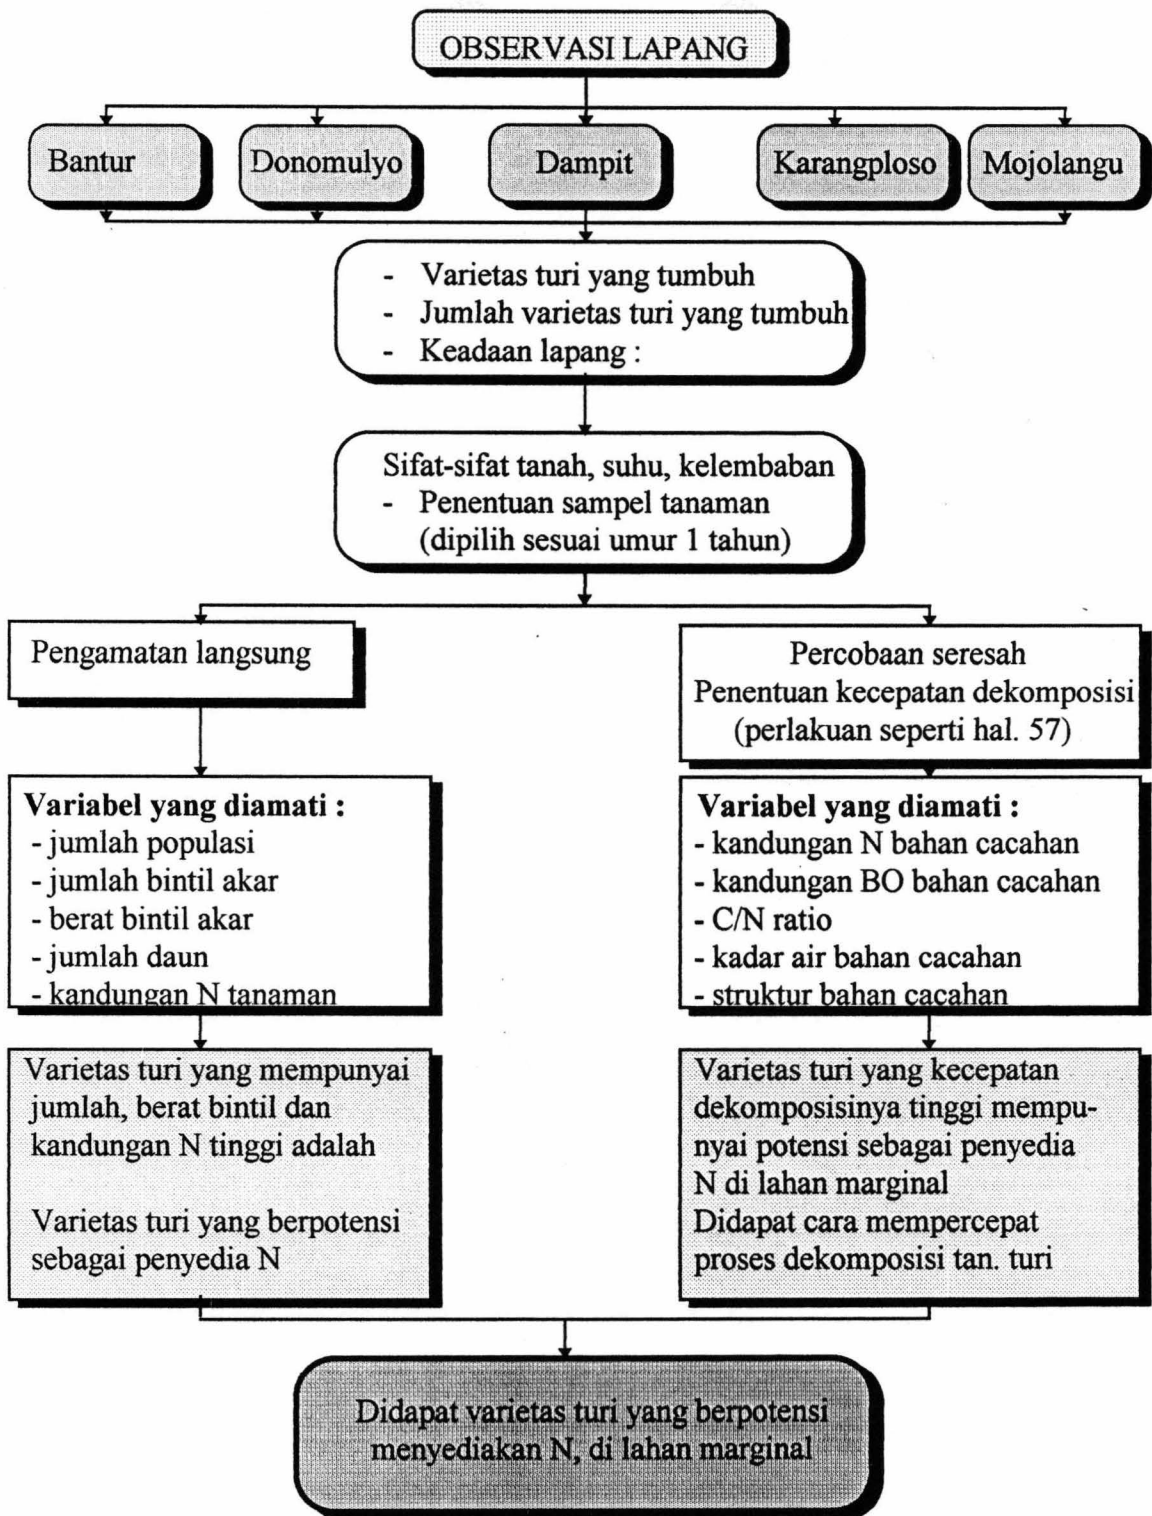 OBSERVASI LAPANG
Bantur
Donomulyo
Dampit
Karangploso
Mojolangu
- Varietas turi yang tumbuh
- Jumlah varietas turi yang tumbuh
- Keadaan lapang :
Sifat-sifat tanah, suhu, kelembaban
- Penentuan sampel tanaman
(dipilih sesuai umur 1 tahun)
Pengamatan langsung
Variabel yang diamati :
- jumlah populasi
- jumlah bintil akar
- berat bintil akar
- jumlah daun
- kandungan N tanaman
Varietas turi yang mempunyai
jumlah, berat bintil dan
kandungan N tinggi adalah
Varietas turi yang berpotensi
sebagai penyedia N
Percobaan seresah
Penentuan kecepatan dekomposisi
(perlakuan seperti hal. 57)
Variabel yang diamati :
- kandungan N bahan cacahan
- kandungan BO bahan cacahan
- C/N ratio
- kadar air bahan cacahan
- struktur bahan cacahan
Varietas turi yang kecepatan
dekomposisinya tinggi mempu-
nyai potensi sebagai penyedia
N di lahan marginal
Didapat cara mempercepat
proses dekomposisi tan. turi
Didapat varietas turi yang berpotensi
menyediakan N, di lahan marginal